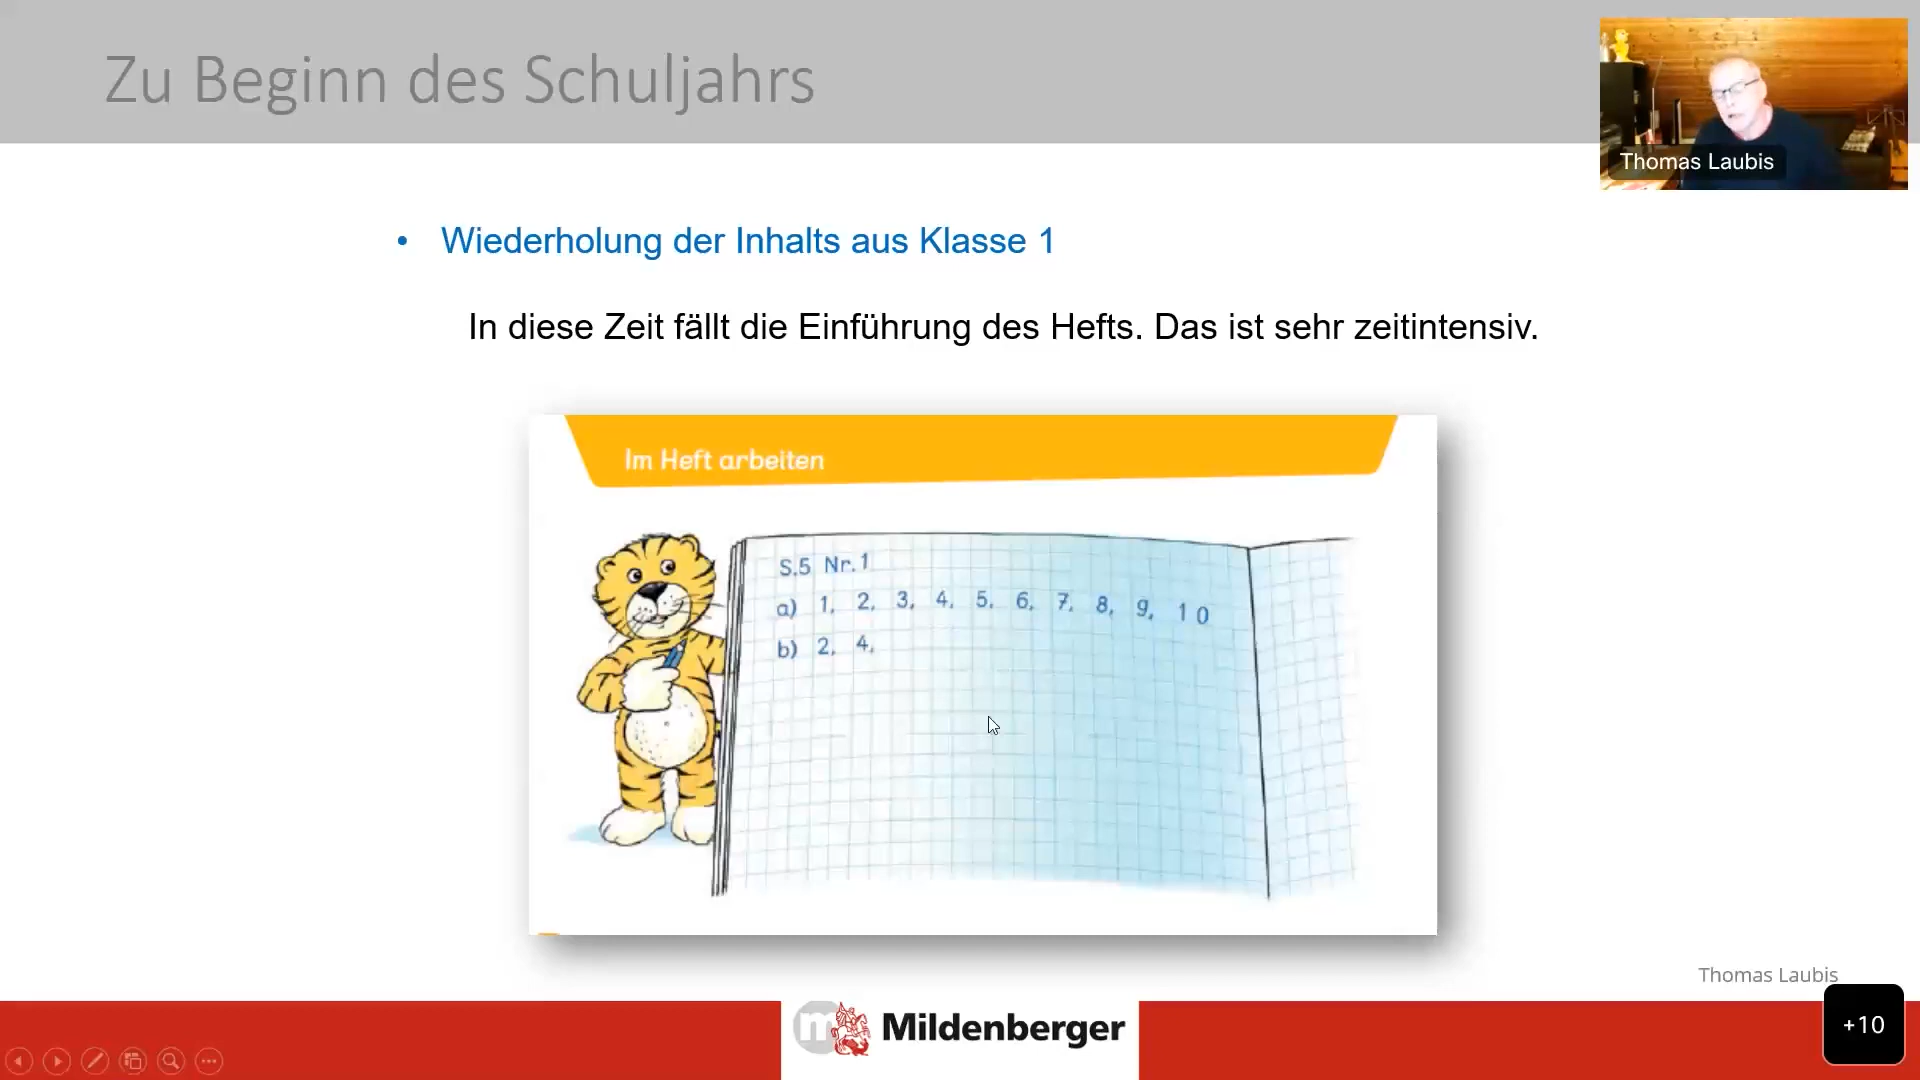 Zu Beginn des Schuljahrs
Thomas Laubis
• Wiederholung der Inhalts aus Klasse 1
In diese Zeit fällt die Einführung des Hefts. Das ist sehr zeitintensiv.
Im Heft arbeiten
S.5 Nr.1
a) 1, 2, 3, 4, 5, 6, 7, 8, 9, 10
b) 2, 4,
Thomas Laubis
m Mildenberger
+10